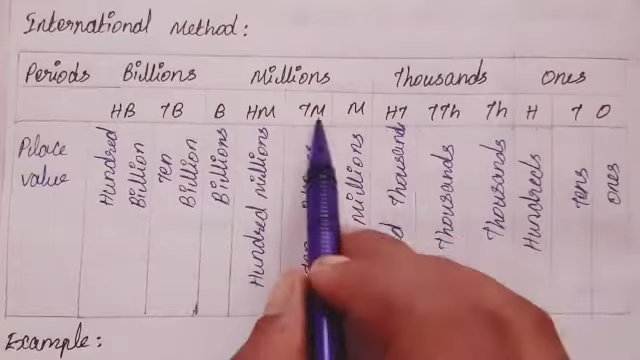 International Method:
Periods Billions Millions Thousands Ones
HB TB B HM TM M HT TTh Th H T O
Place value
Hundred Billion
Ten Billion
Billions
Hundred millions
Millions
thousand
Thousands
Thousands
Hundreds
Tens
ones
Example: